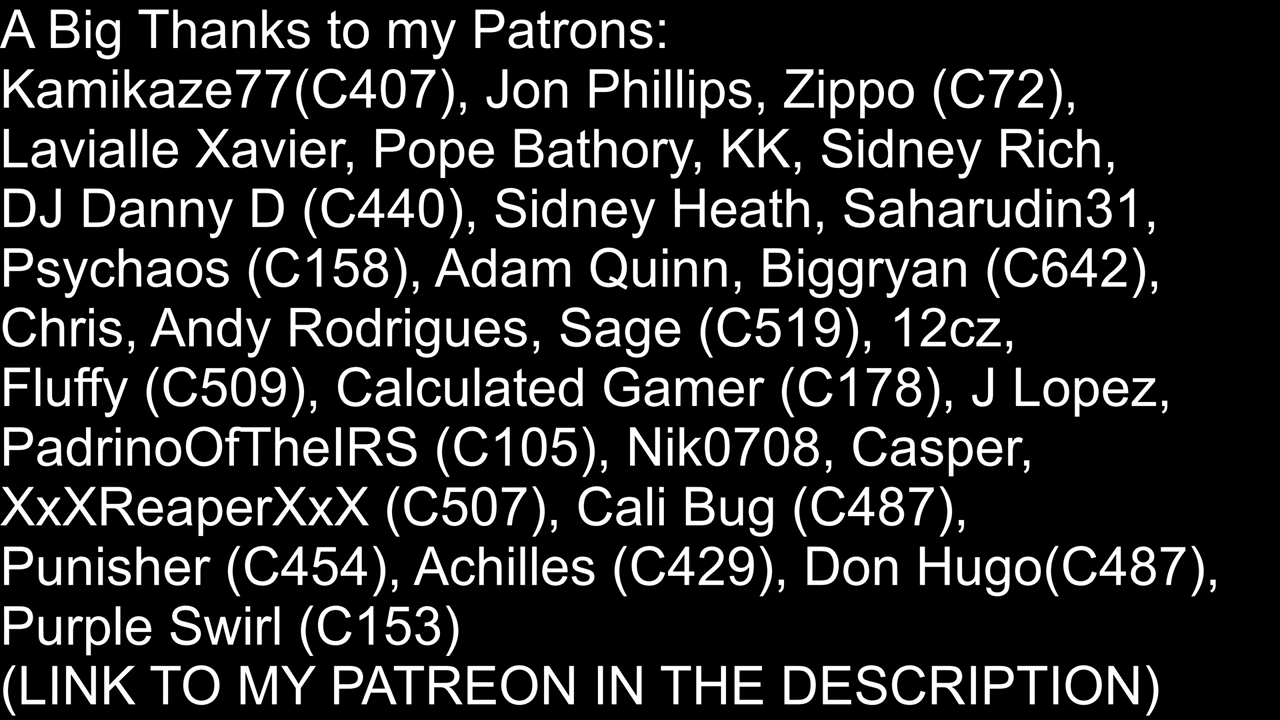 A Big Thanks to my Patrons:
Kamikaze77(C407), Jon Phillips, Zippo (C72),
Lavialle Xavier, Pope Bathory, KK, Sidney Rich,
DJ Danny D (C440), Sidney Heath, Saharudin31,
Psychaos (C158), Adam Quinn, Biggryan (C642),
Chris, Andy Rodrigues, Sage (C519), 12cz,
Fluffy (C509), Calculated Gamer (C178), J Lopez,
PadrinoOfTheIRS (C105), Nik0708, Casper,
XxXReaperXxX (C507), Cali Bug (C487),
Punisher (C454), Achilles (C429), Don Hugo(C487),
Purple Swirl (C153)
(LINK TO MY PATREON IN THE DESCRIPTION)